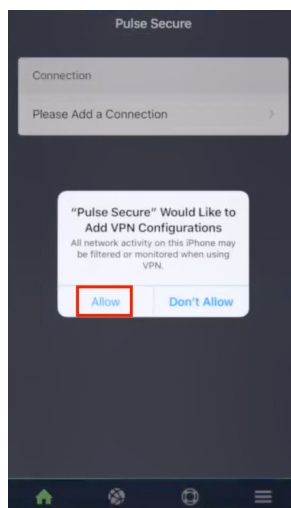 Pulse Secure
Connection
Please Add a Connection
“Pulse Secure” Would Like to
Add VPN Configurations
All network activity on this iPhone may
be filtered or monitored when using
VPN.
Allow
Don’t Allow